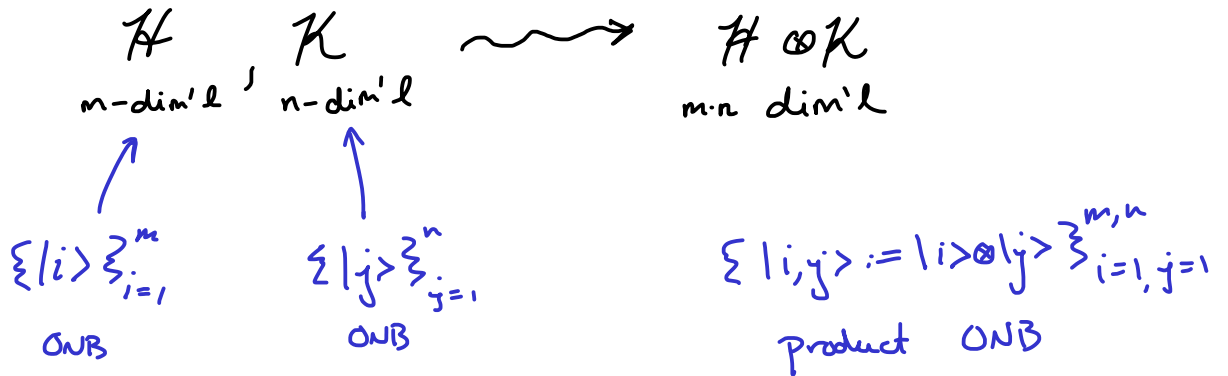 ℋ , 𝒦 ⇝ ℋ ⊗ 𝒦
m-dim'l n-dim'l m·n dim'l
{|i>}_{i=1}^{m} {|j>}_{j=1}^{n} {|i,j> := |i>⊗|j>}_{i=1, j=1}^{m,n}
ONB ONB product ONB